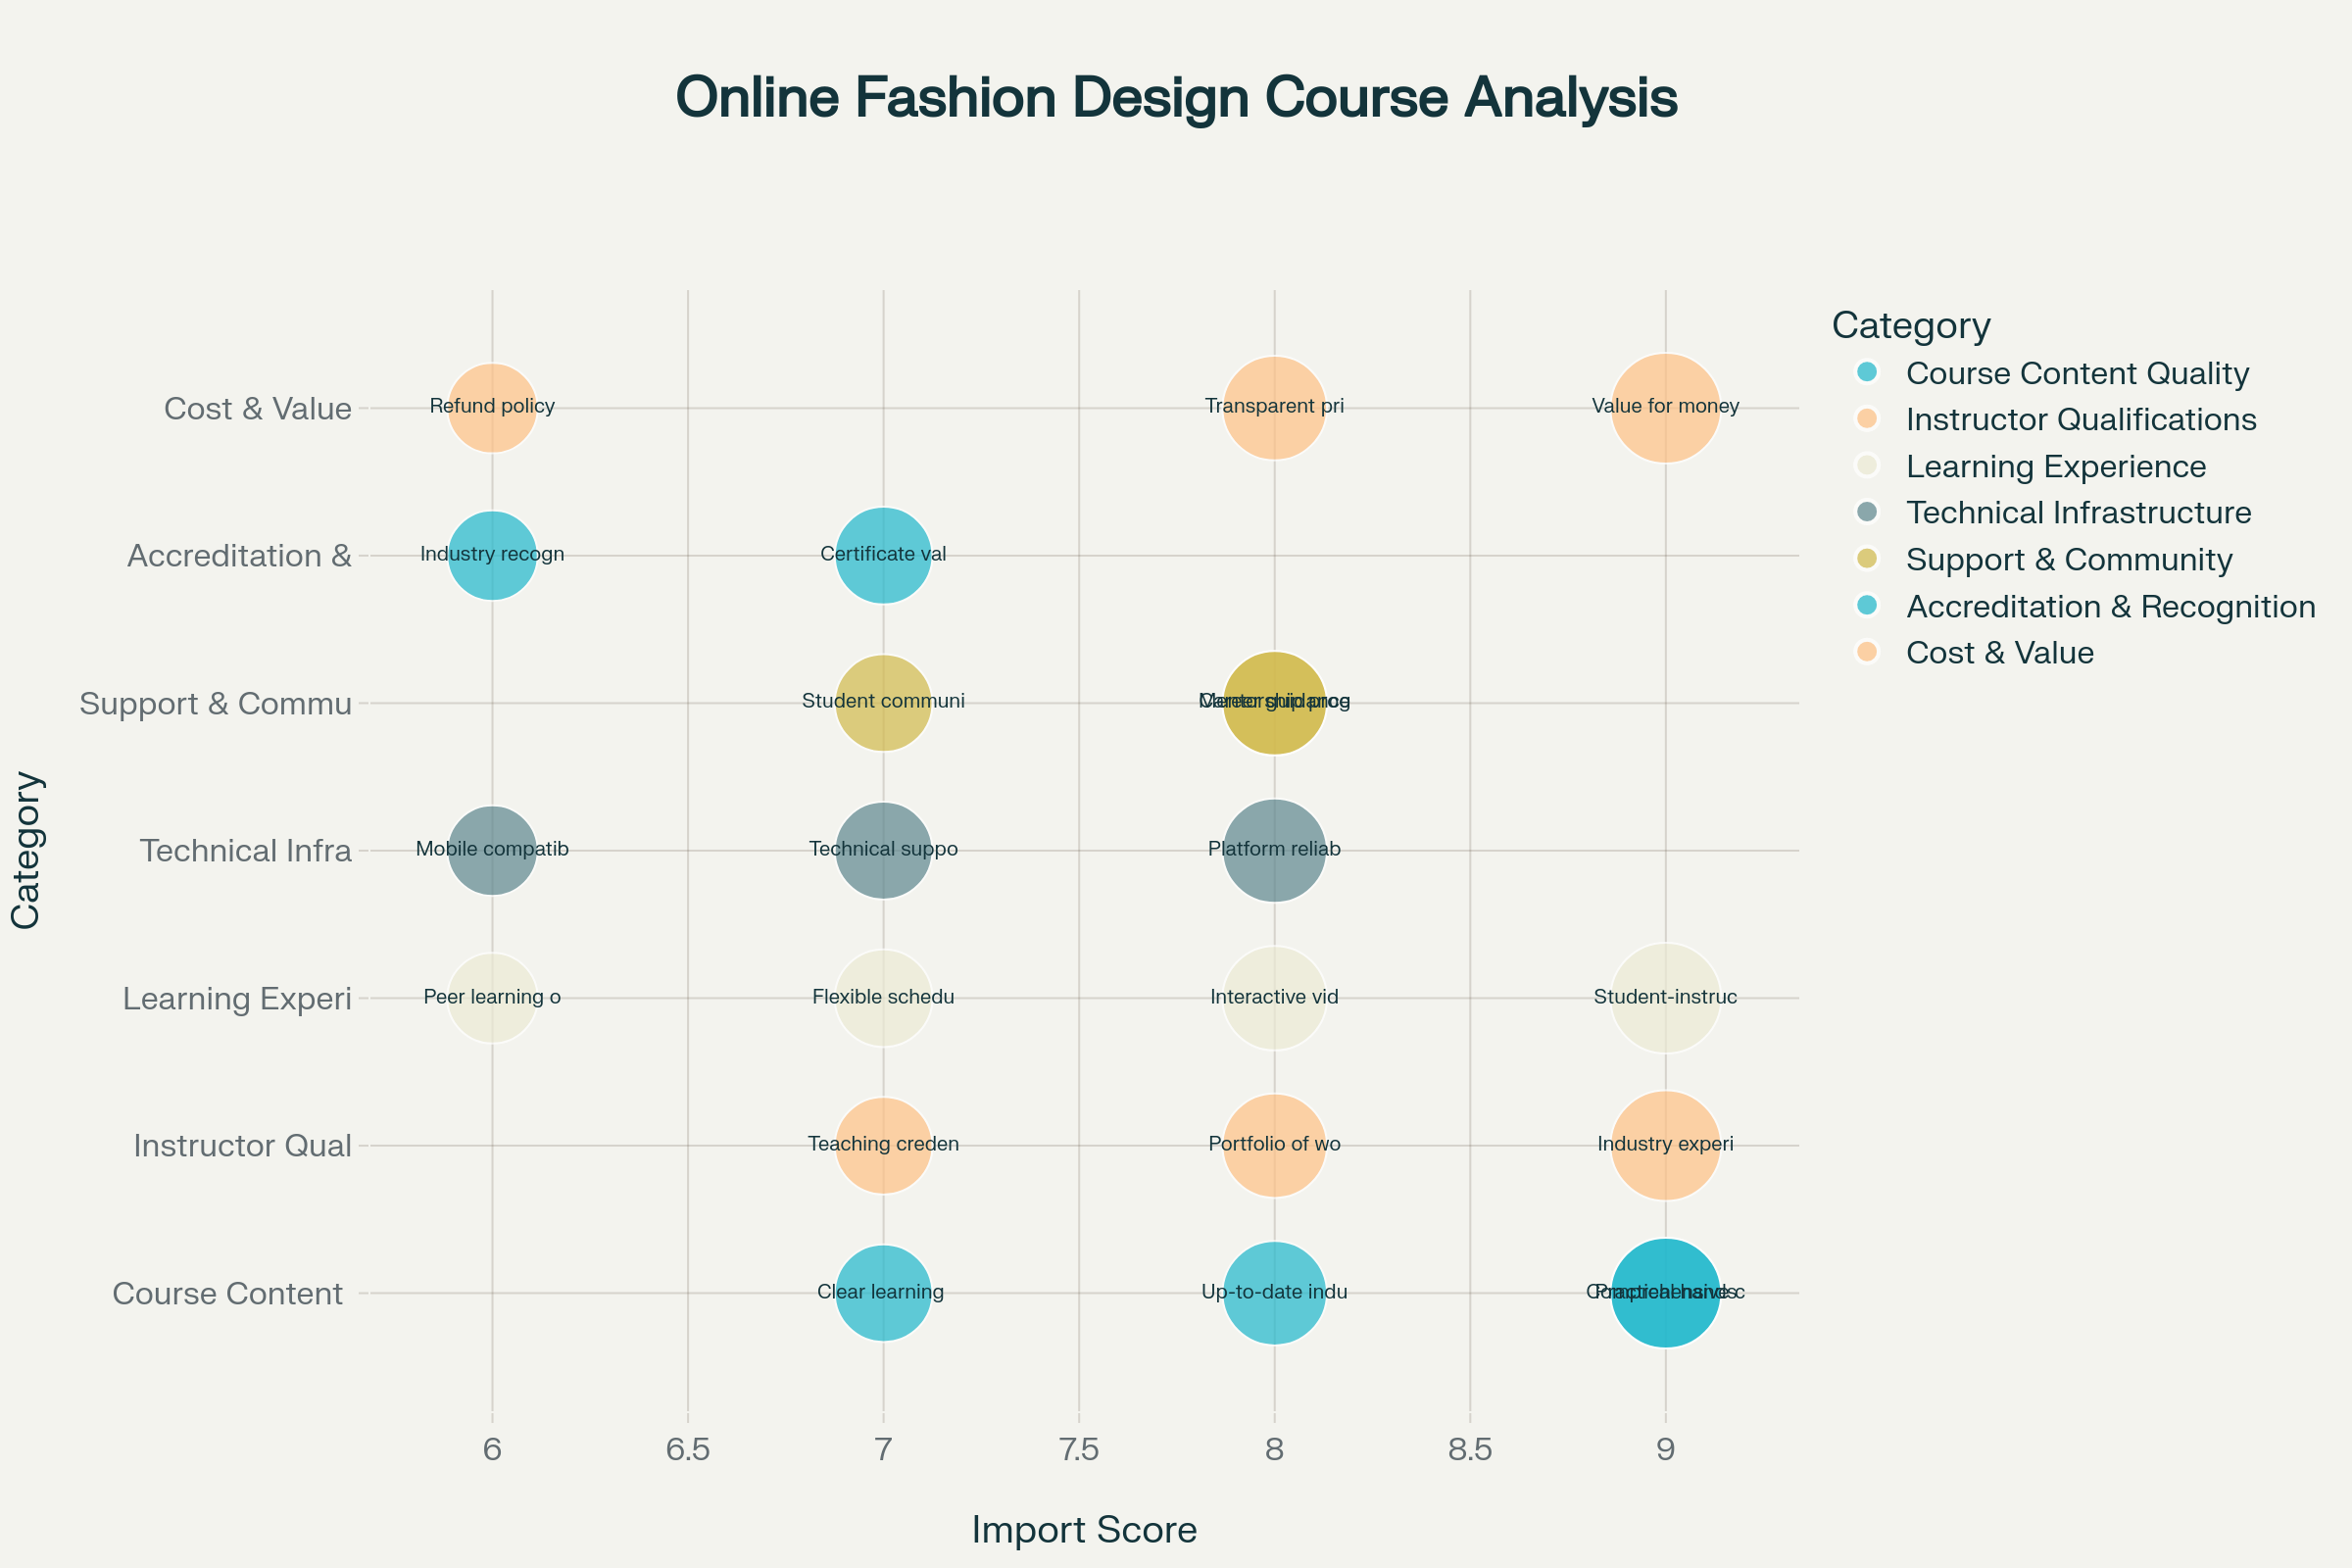 Online Fashion Design Course Analysis
Category
Course Content Quality
Instructor Qualifications
Learning Experience
Technical Infrastructure
Support & Community
Accreditation & Recognition
Cost & Value
Category
Cost & Value
Refund policy
Transparent pri
Value for money
Accreditation &
Industry recogn
Certificate val
Support & Commu
Student communi
Technical Infra
Mobile compatib
Technical suppo
Platform reliab
Learning Experi
Peer learning o
Flexible schedu
Interactive vid
Student-instruc
Instructor Qual
Teaching creden
Portfolio of wo
Industry experi
Course Content
Clear learning
Up-to-date indu
6 6.5 7 7.5 8 8.5 9
Import Score